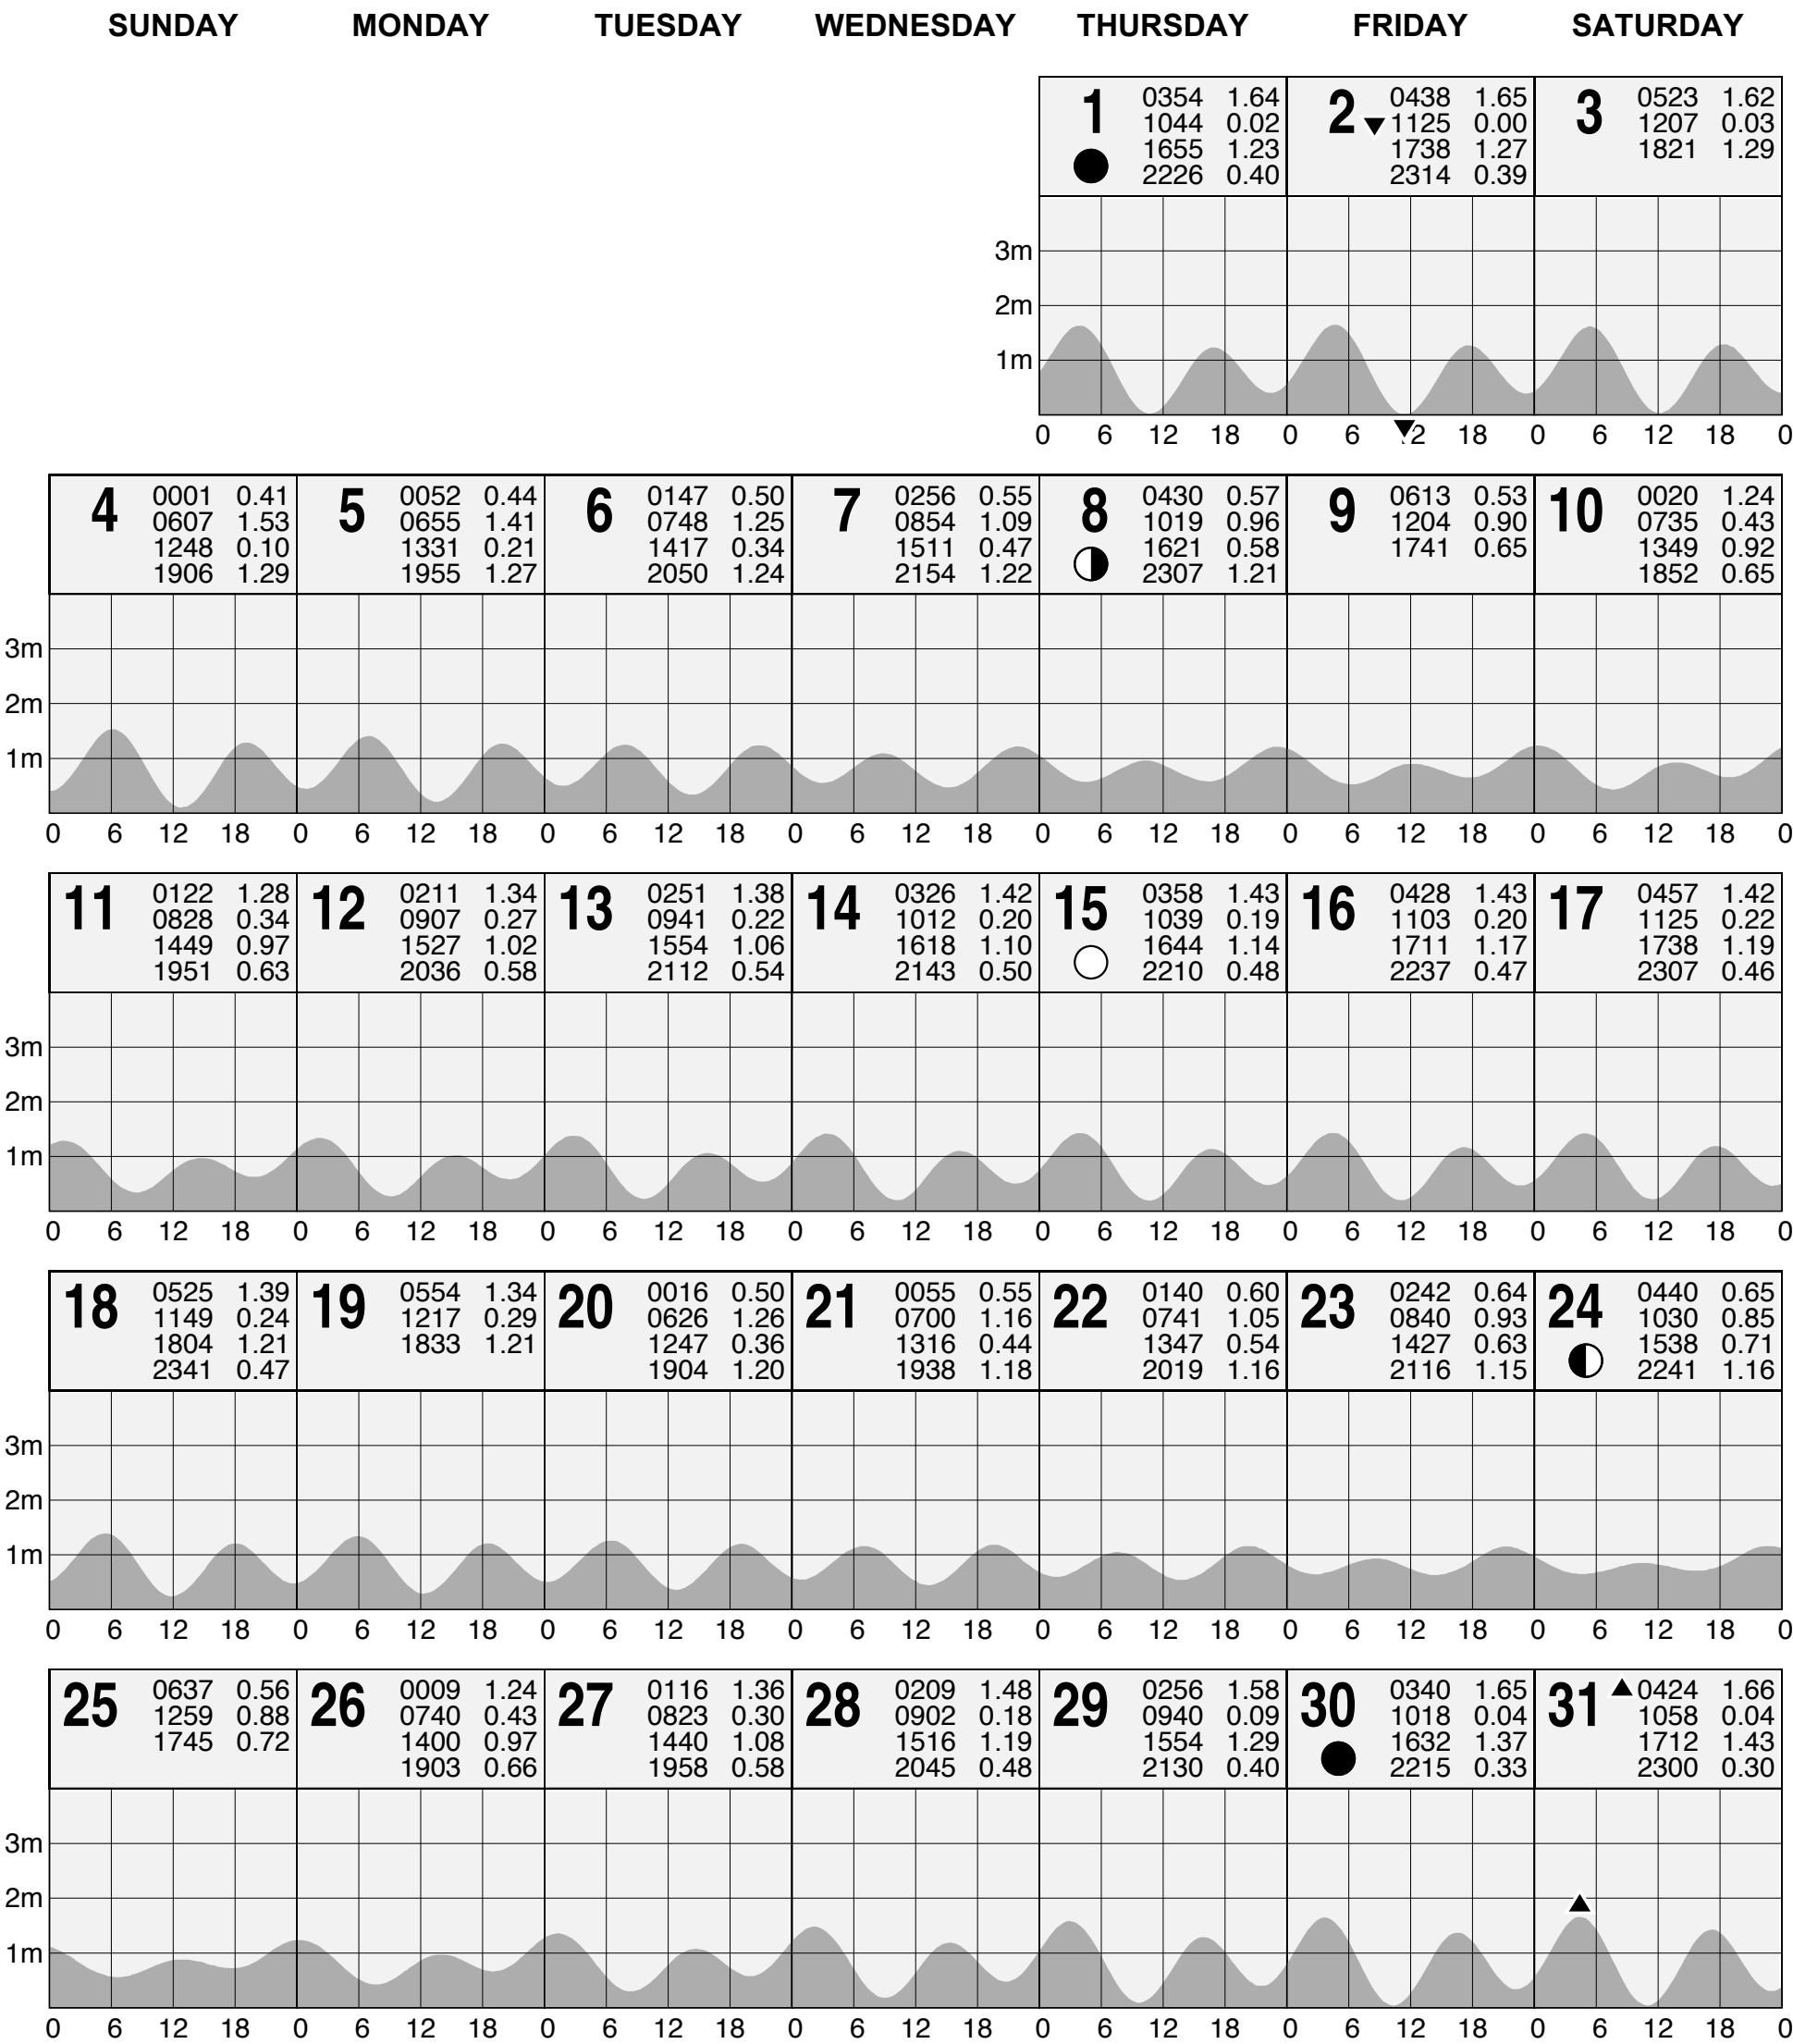 SUNDAY MONDAY TUESDAY WEDNESDAY THURSDAY FRIDAY SATURDAY
1 0354 1.64
1044 0.02
1655 1.23
2226 0.40
2 0438 1.65
1125 0.00
1738 1.27
2314 0.39
3 0523 1.62
1207 0.03
1821 1.29
3m
2m
1m
0 6 12 18 0 6 12 18 0 6 12 18 0
4 0001 0.41
0607 1.53
1248 0.10
1906 1.29
5 0052 0.44
0655 1.41
1331 0.21
1955 1.27
6 0147 0.50
0748 1.25
1417 0.34
2050 1.24
7 0256 0.55
0854 1.09
1511 0.47
2154 1.22
8 0430 0.57
1019 0.96
1621 0.58
2307 1.21
9 0613 0.53
1204 0.90
1741 0.65
10 0020 1.24
0735 0.43
1349 0.92
1852 0.65
3m
2m
1m
0 6 12 18 0 6 12 18 0 6 12 18 0 6 12 18 0 6 12 18 0 6 12 18 0 6 12 18 0
11 0122 1.28
0828 0.34
1449 0.97
1951 0.63
12 0211 1.34
0907 0.27
1527 1.02
2036 0.58
13 0251 1.38
0941 0.22
1554 1.06
2112 0.54
14 0326 1.42
1012 0.20
1618 1.10
2143 0.50
15 0358 1.43
1039 0.19
1644 1.14
2210 0.48
16 0428 1.43
1103 0.20
1711 1.17
2237 0.47
17 0457 1.42
1125 0.22
1738 1.19
2307 0.46
3m
2m
1m
0 6 12 18 0 6 12 18 0 6 12 18 0 6 12 18 0 6 12 18 0 6 12 18 0 6 12 18 0
18 0525 1.39
1149 0.24
1804 1.21
2341 0.47
19 0554 1.34
1217 0.29
1833 1.21
20 0016 0.50
0626 1.26
1247 0.36
1904 1.20
21 0055 0.55
0700 1.16
1316 0.44
1938 1.18
22 0140 0.60
0741 1.05
1347 0.54
2019 1.16
23 0242 0.64
0840 0.93
1427 0.63
2116 1.15
24 0440 0.65
1030 0.85
1538 0.71
2241 1.16
3m
2m
1m
0 6 12 18 0 6 12 18 0 6 12 18 0 6 12 18 0 6 12 18 0 6 12 18 0 6 12 18 0
25 0637 0.56
1259 0.88
1745 0.72
26 0009 1.24
0740 0.43
1400 0.97
1903 0.66
27 0116 1.36
0823 0.30
1440 1.08
1958 0.58
28 0209 1.48
0902 0.18
1516 1.19
2045 0.48
29 0256 1.58
0940 0.09
1554 1.29
2130 0.40
30 0340 1.65
1018 0.04
1632 1.37
2215 0.33
31 0424 1.66
1058 0.04
1712 1.43
2300 0.30
3m
2m
1m
0 6 12 18 0 6 12 18 0 6 12 18 0 6 12 18 0 6 12 18 0 6 12 18 0 6 12 18 0